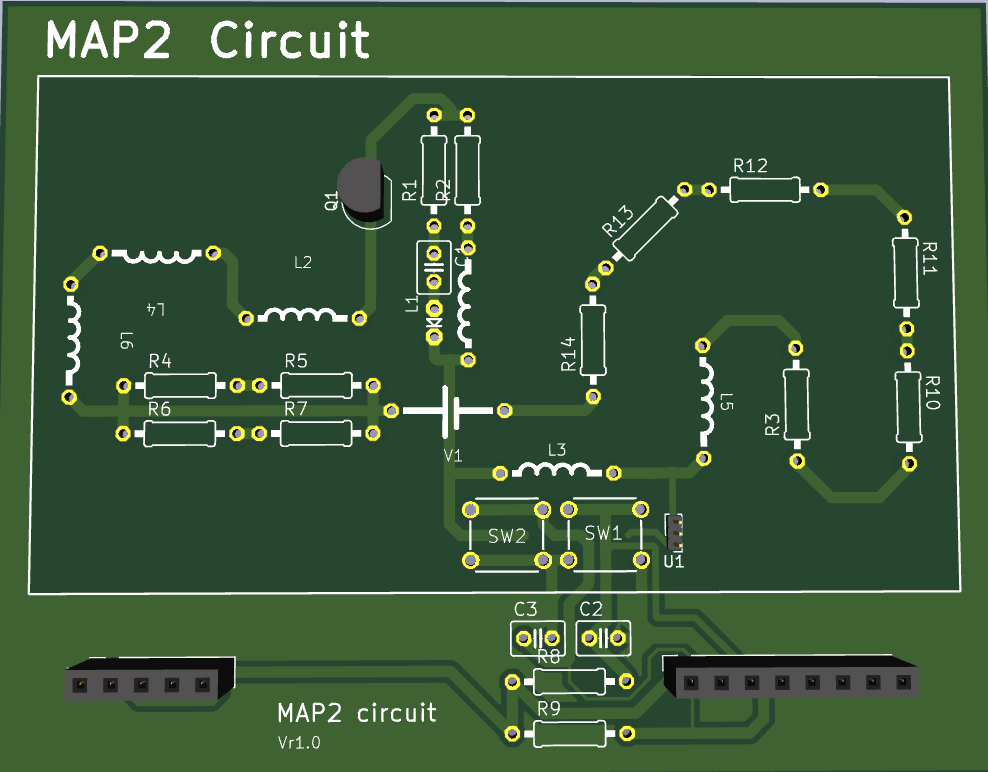 MAP2 Circuit
R12
R1
R2
Q1
R13
C1
R11
L2
L1
L4
L6
R14
R4
R5
R10
L5
R6
R7
R3
V1
L3
SW2
SW1
U1
C3
C2
R8
R9
MAP2 circuit
Vr1.0